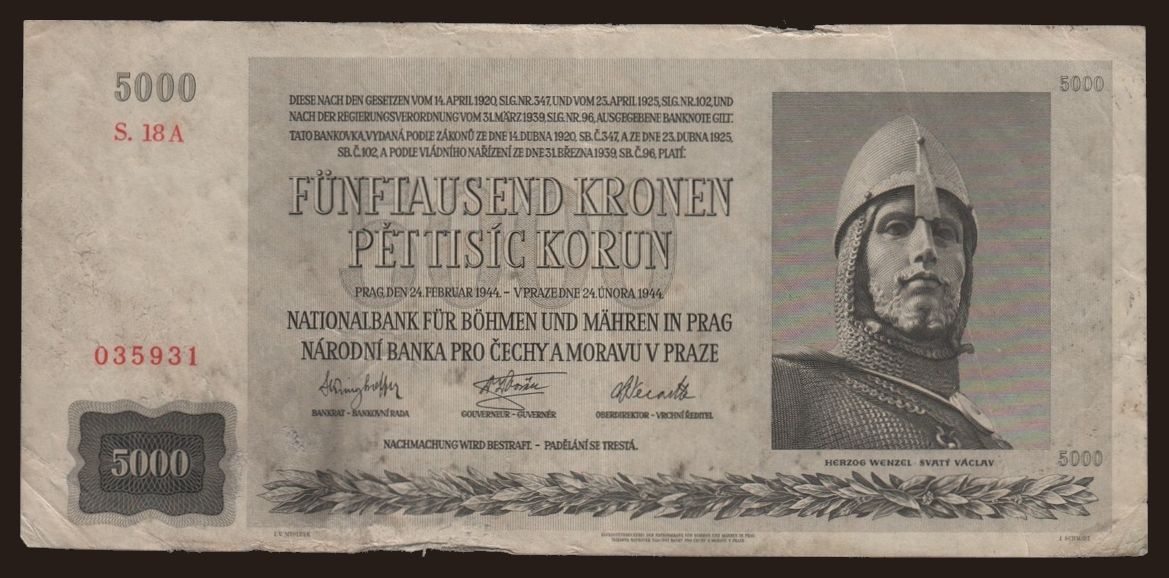 5000
S. 18 A
5000
DIESE NACH DEN GESETZEN VOM 14. APRIL 1920, SLG. NR. 347, UND VOM 23. APRIL 1925, SLG. NR. 102, UND
NACH DER REGIERUNGSVERORDNUNG VOM 31. MÄRZ 1939, SLG. NR. 96, AUSGEGEBENE BANKNOTE GILT:
TATO BANKOVKA, VYDANÁ PODLE ZÁKONŮ ZE DNE 14. DUBNA 1920, SB. Č. 347, A ZE DNE 23. DUBNA 1925,
SB. Č. 102, A PODLE VLÁDNÍHO NAŘÍZENÍ ZE DNE 31. BŘEZNA 1939, SB. Č. 96, PLATÍ:
FÜNFTAUSEND KRONEN
PĚTTISÍC KORUN
5000
PRAG, DEN 24. FEBRUAR 1944. – V PRAZE DNE 24. ÚNORA 1944.
NATIONALBANK FÜR BÖHMEN UND MÄHREN IN PRAG
NÁRODNÍ BANKA PRO ČECHY A MORAVU V PRAZE
035931
BANKRAT – BANKOVNÍ RADA
GOUVERNEUR – GUVERNÉR
OBERDIREKTOR – VRCHNÍ ŘEDITEL
NACHMACHUNG WIRD BESTRAFT. – PADĚLÁNÍ SE TRESTÁ.
5000
HERZOG WENZEL SVATÝ VÁCLAV
5000
J. SCHMIDT